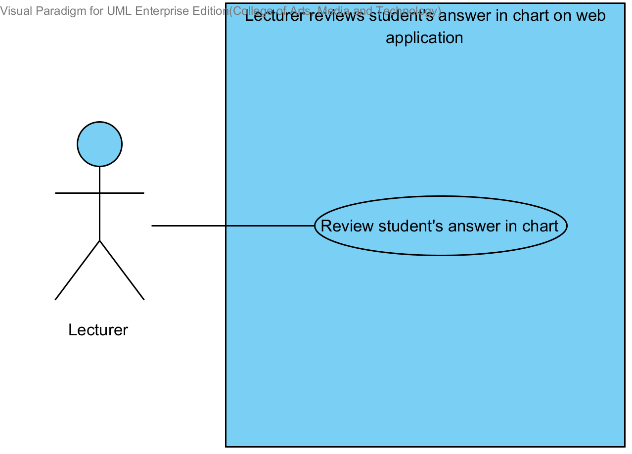 Visual Paradigm for UML Enterprise Edition(College of Arts, Media and Technology)
Lecturer reviews student's answer in chart on web
application
Review student's answer in chart
Lecturer